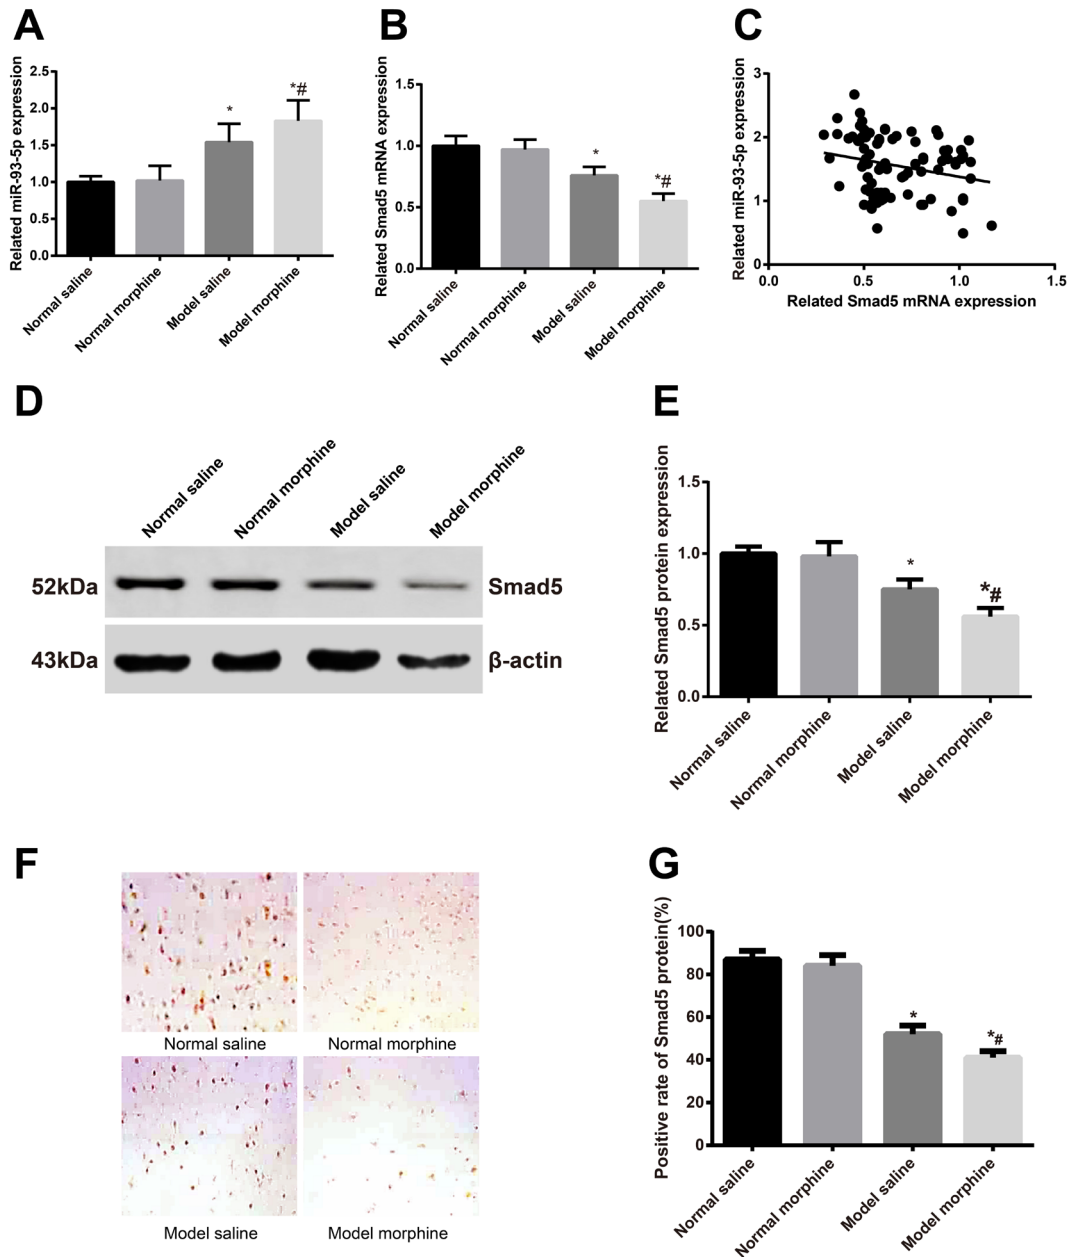 A
Related miR-93-5p expression
2.5
2.0
1.5
1.0
0.5
0.0
*
*#
Normal saline
Normal morphine
Model saline
Model morphine
B
Related Smad5 mRNA expression
1.5
1.0
0.5
0.0
*
*#
Normal saline
Normal morphine
Model saline
Model morphine
C
Related miR-93-5p expression
3
2
1
0
0.0
0.5
1.0
1.5
Related Smad5 mRNA expression
D
Normal saline
Normal morphine
Model saline
Model morphine
52kDa
Smad5
43kDa
β-actin
E
Related Smad5 protein expression
1.5
1.0
0.5
0.0
*
*#
Normal saline
Normal morphine
Model saline
Model morphine
F
Normal saline
Normal morphine
Model saline
Model morphine
G
Positive rate of Smad5 protein(%)
100
80
60
40
20
0
*
*#
Normal saline
Normal morphine
Model saline
Model morphine